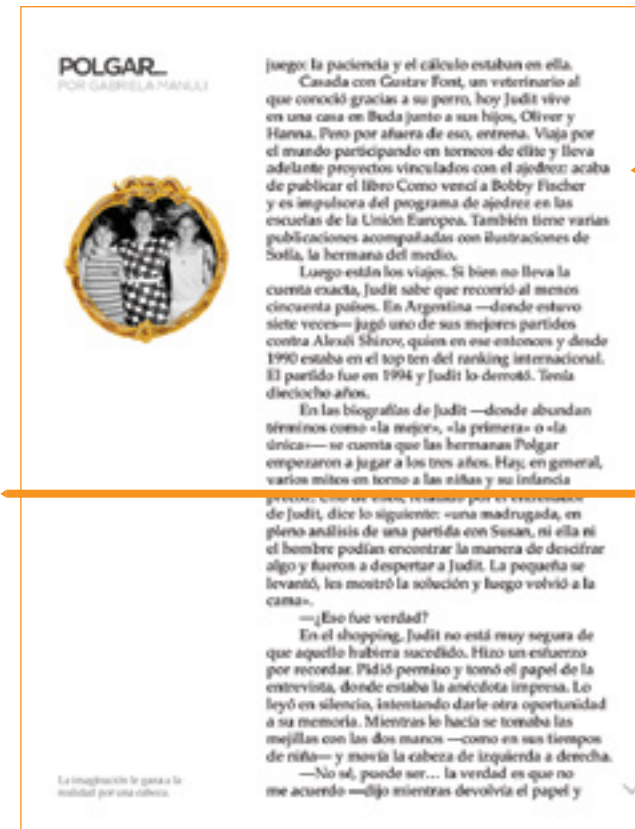 POLGAR...
POR GABRIELA MANULI
juego: la paciencia y el cálculo estaban en ella.
Casada con Gustav Font, un veterinario al
que conoció gracias a su perro, hoy Judit vive
en una casa en Buda junto a sus hijos, Oliver y
Hanna. Pero por afuera de eso, entrena. Viaja por
el mundo participando en torneos de élite y lleva
adelante proyectos vinculados con el ajedrez: acaba
de publicar el libro Como vencí a Bobby Fischer
y es impulsora del programa de ajedrez en las
escuelas de la Unión Europea. También tiene varias
publicaciones acompañadas con ilustraciones de
Sofía, la hermana del medio.
Luego están los viajes. Si bien no lleva la
cuenta exacta, Judit sabe que recorrió al menos
cincuenta países. En Argentina —donde estuvo
siete veces— jugó uno de sus mejores partidos
contra Alexéi Shirov, quien en ese entonces y desde
1990 estaba en el top ten del ranking internacional.
El partido fue en 1994 y Judit lo derrotó. Tenía
dieciocho años.
En las biografías de Judit —donde abundan
términos como «la mejor», «la primera» o «la
única»— se cuenta que las hermanas Polgar
empezaron a jugar a los tres años. Hay, en general,
varios mitos en torno a las niñas y su infancia
precoz. Uno de ellos, relatado por el entrenador
de Judit, dice lo siguiente: «una madrugada, en
pleno análisis de una partida con Susan, ni ella ni
el hombre podían encontrar la manera de descifrar
algo y fueron a despertar a Judit. La pequeña se
levantó, les mostró la solución y luego volvió a la
cama».
—¿Eso fue verdad?
En el shopping, Judit no está muy segura de
que aquello hubiera sucedido. Hizo un esfuerzo
por recordar. Pidió permiso y tomó el papel de la
entrevista, donde estaba la anécdota impresa. Lo
leyó en silencio, intentando darle otra oportunidad
a su memoria. Mientras lo hacía se tomaba las
mejillas con las dos manos —como en sus tiempos
de niña— y movía la cabeza de izquierda a derecha.
—No sé, puede ser... la verdad es que no
me acuerdo —dijo mientras devolvía el papel y
La imaginación le gana a la
realidad por una cabeza.